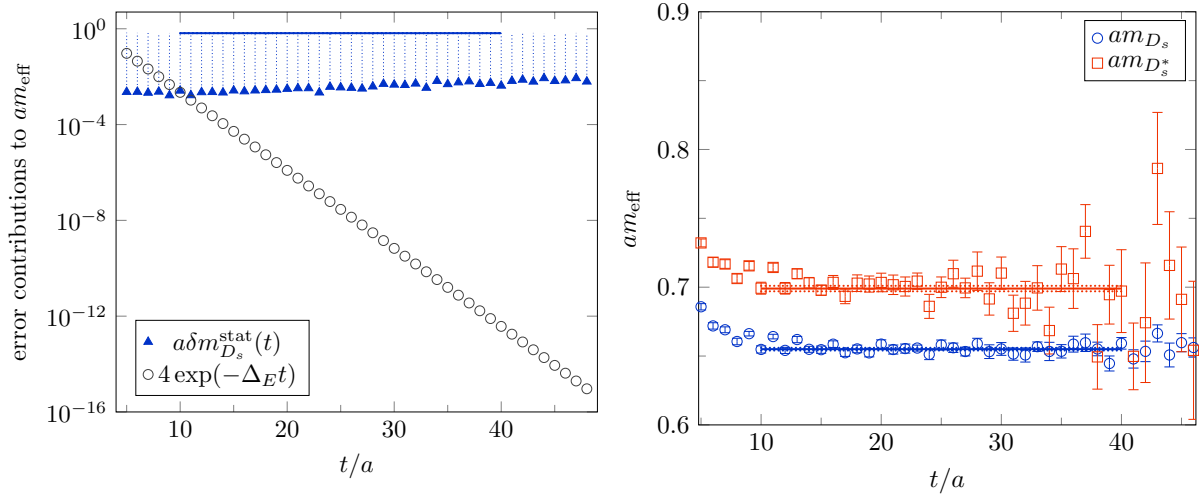 error contributions to am_eff
10^0
10^−4
10^−8
10^−12
10^−16
aδm^stat_{D_s}(t)
4 exp(−Δ_E t)
10 20 30 40
t/a
am_eff
0.9
0.8
0.7
0.6
am_{D_s}
am_{D_s^*}
10 20 30 40
t/a